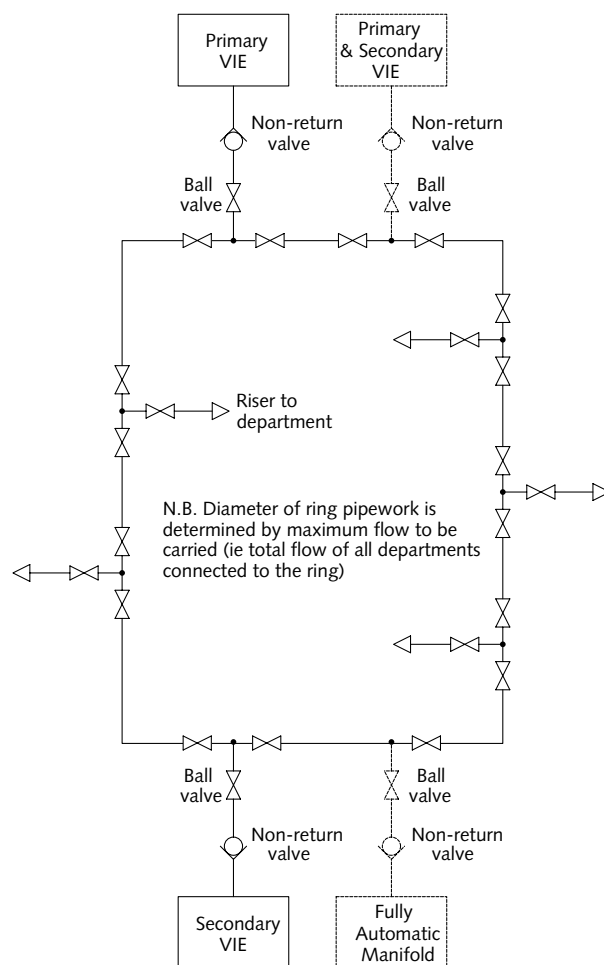 Primary
VIE
Primary
& Secondary
VIE
Non-return
valve
Non-return
valve
Ball
valve
Ball
valve
Riser to
department
N.B. Diameter of ring pipework is
determined by maximum flow to be
carried (ie total flow of all departments
connected to the ring)
Ball
valve
Ball
valve
Non-return
valve
Non-return
valve
Secondary
VIE
Fully
Automatic
Manifold